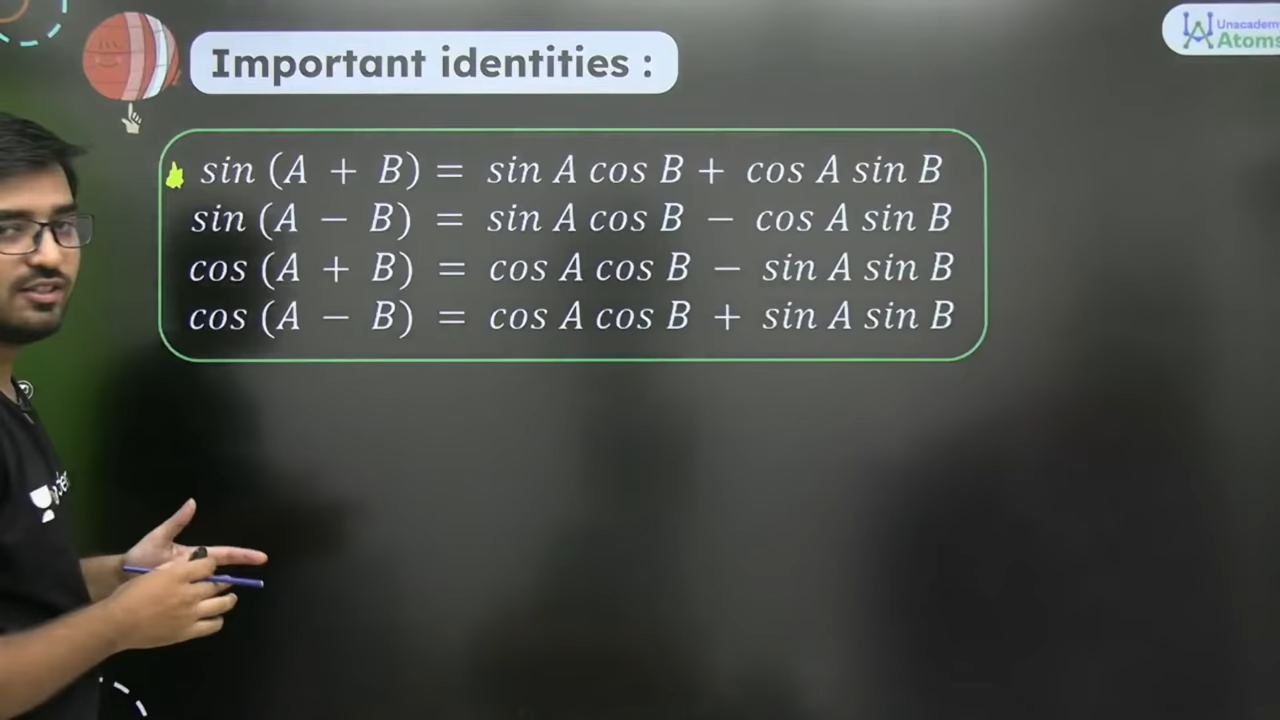 Important identities :
Unacademy
Atoms
sin (A + B) = sin A cos B + cos A sin B
sin (A − B) = sin A cos B − cos A sin B
cos (A + B) = cos A cos B − sin A sin B
cos (A − B) = cos A cos B + sin A sin B